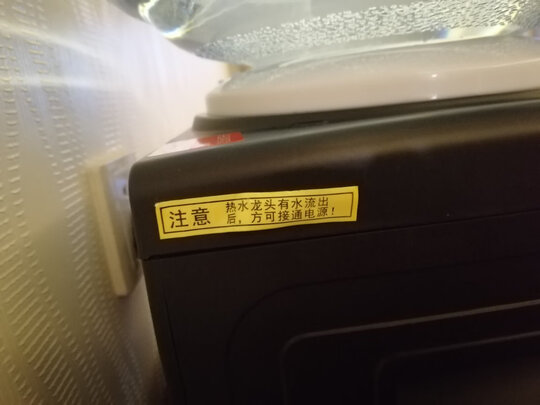 注意
热水龙头有水流出
后，方可接通电源！